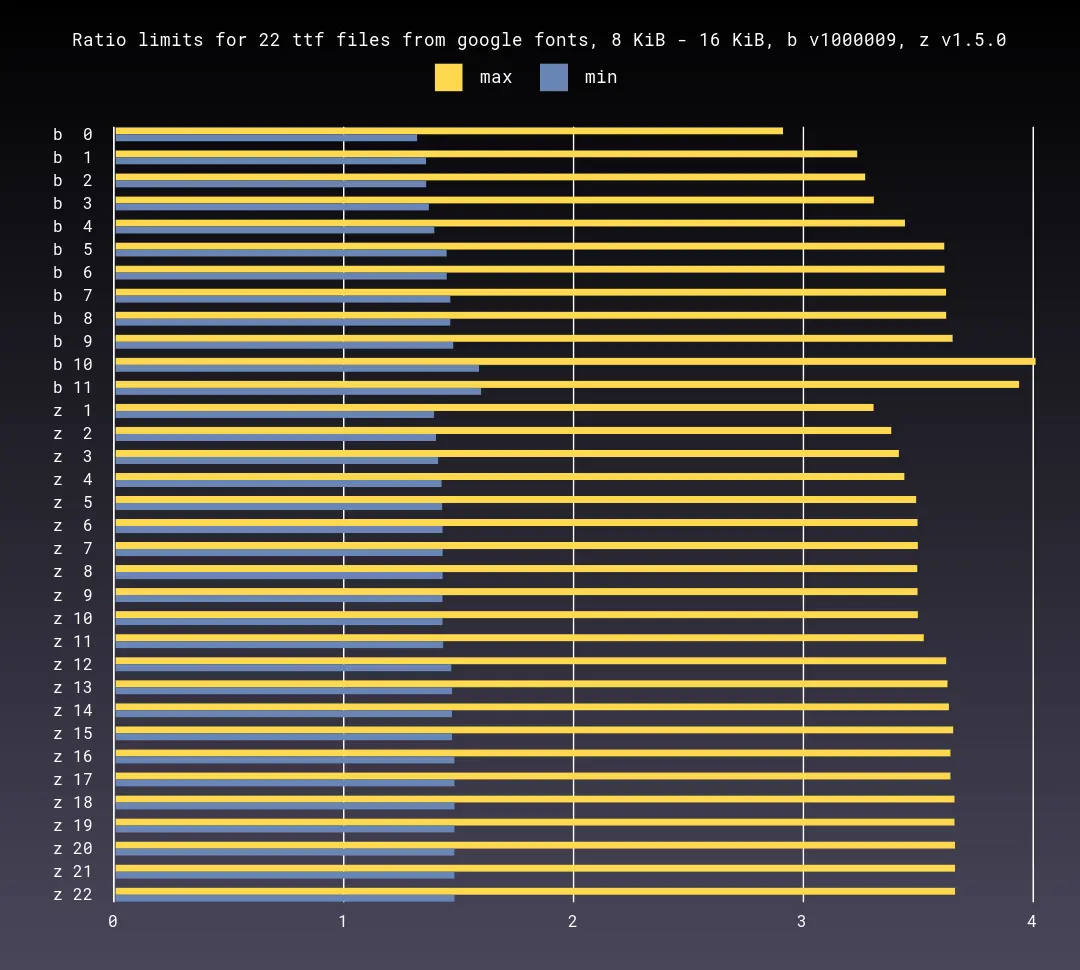 Ratio limits for 22 ttf files from google fonts, 8 KiB - 16 KiB, b v1000009, z v1.5.0
max min
b 0
b 1
b 2
b 3
b 4
b 5
b 6
b 7
b 8
b 9
b 10
b 11
z 1
z 2
z 3
z 4
z 5
z 6
z 7
z 8
z 9
z 10
z 11
z 12
z 13
z 14
z 15
z 16
z 17
z 18
z 19
z 20
z 21
z 22
0 1 2 3 4